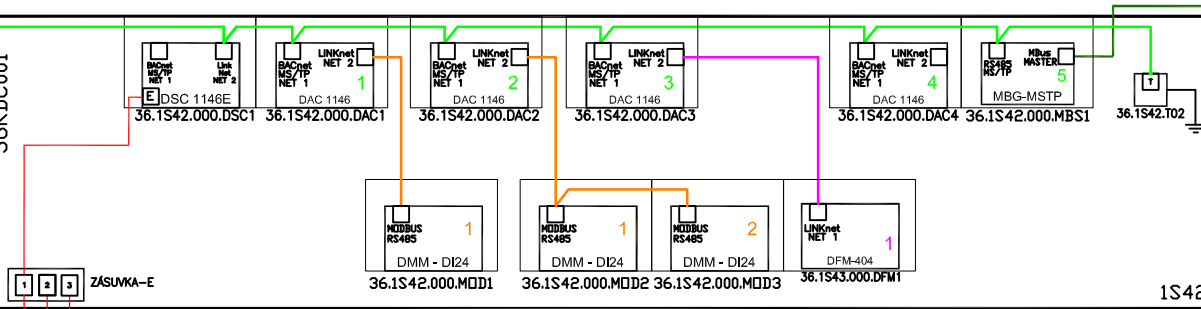 BACnet
MS/TP
NET 1
Link
Net
NET 2
E
DSC 1146E
36.1S42.000.DSC1
BACnet
MS/TP
NET 1
LINKnet
NET 2
1
DAC 1146
36.1S42.000.DAC1
BACnet
MS/TP
NET 1
LINKnet
NET 2
2
DAC 1146
36.1S42.000.DAC2
BACnet
MS/TP
NET 1
LINKnet
NET 2
3
DAC 1146
36.1S42.000.DAC3
BACnet
MS/TP
NET 1
LINKnet
NET 2
4
DAC 1146
36.1S42.000.DAC4
RS485
MS/TP
MBus
MASTER
5
MBG-MSTP
36.1S42.000.MBS1
T
36.1S42.T02
MODBUS
RS485
1
DMM - DI24
36.1S42.000.MOD1
MODBUS
RS485
1
DMM - DI24
36.1S42.000.MOD2
MODBUS
RS485
2
DMM - DI24
36.1S42.000.MOD3
LINKnet
NET 1
1
DFM-404
36.1S43.000.DFM1
1 2 3
ZÁSUVKA-E
1S42